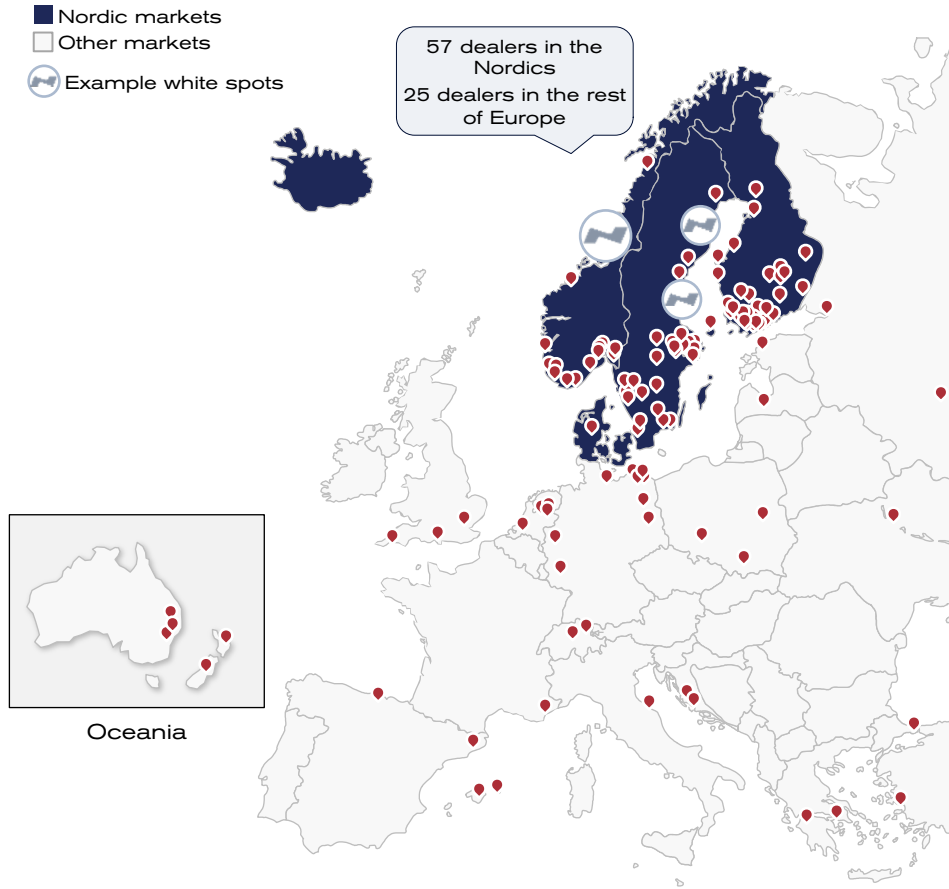 Nordic markets
Other markets
Example white spots
57 dealers in the
Nordics
25 dealers in the rest
of Europe
Oceania